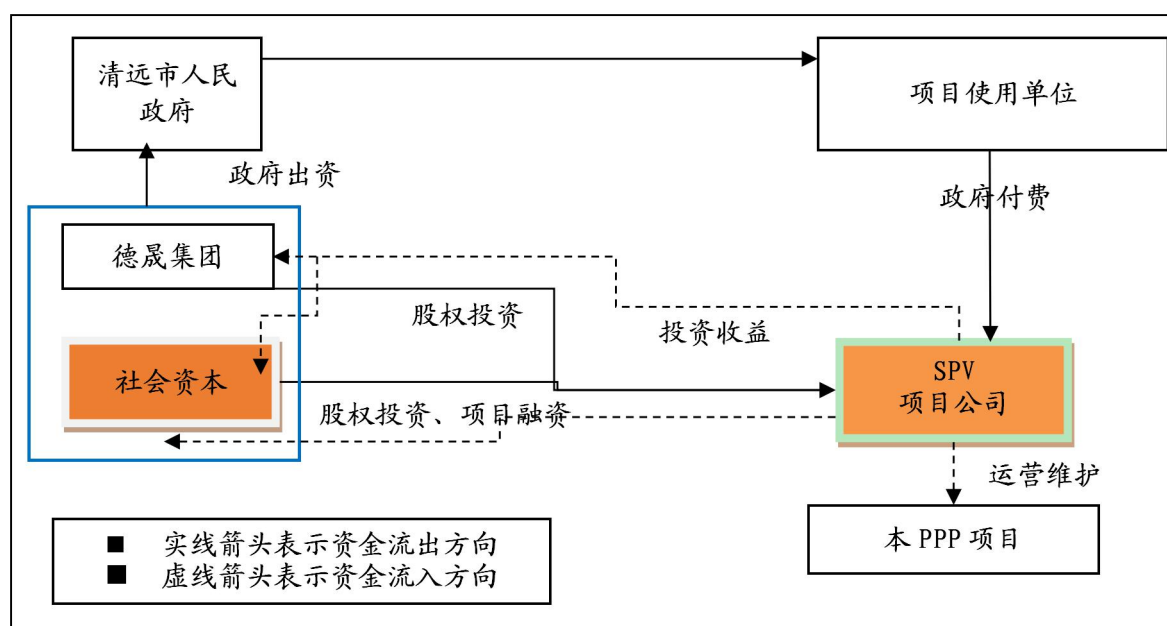 清远市人民
政府
项目使用单位
政府出资
政府付费
德晟集团
股权投资
投资收益
社会资本
SPV
项目公司
股权投资、项目融资
运营维护
本 PPP 项目
■ 实线箭头表示资金流出方向
■ 虚线箭头表示资金流入方向